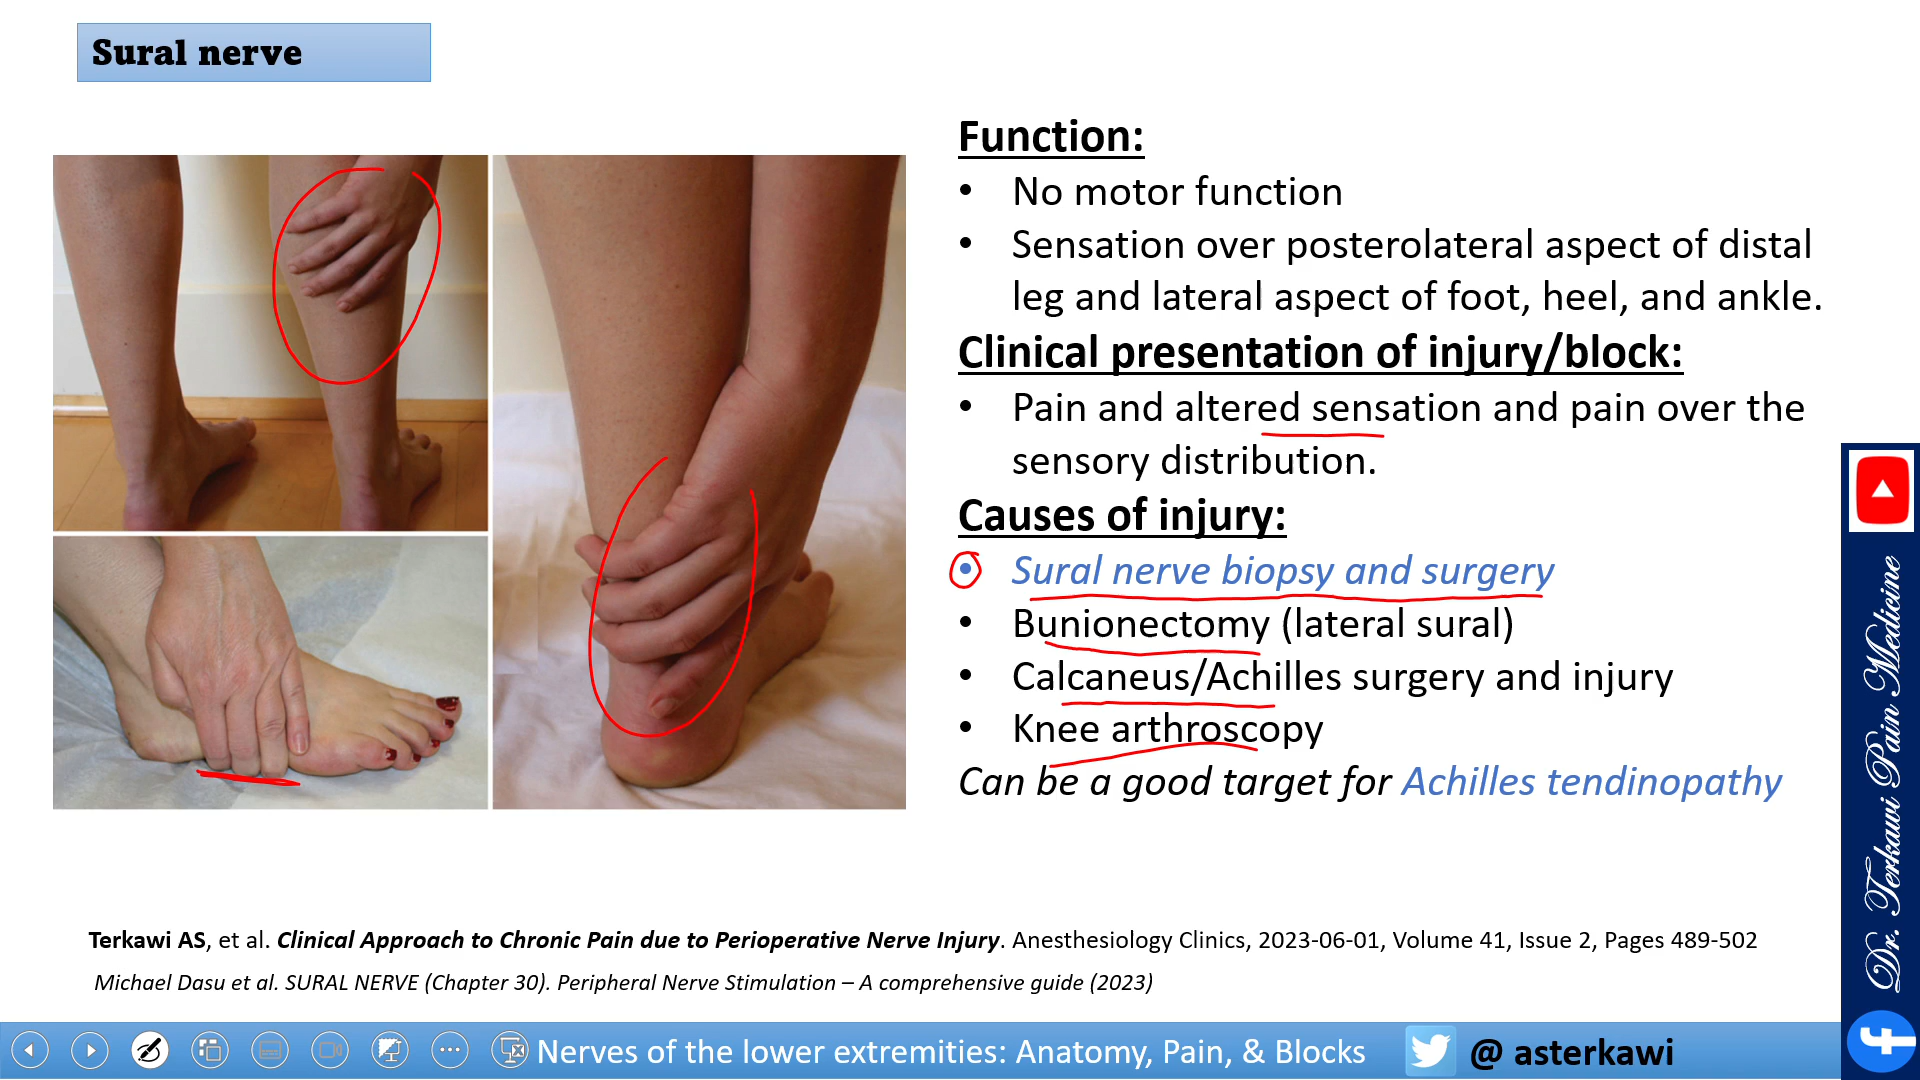 Sural nerve
Function:
• No motor function
• Sensation over posterolateral aspect of distal
leg and lateral aspect of foot, heel, and ankle.
Clinical presentation of injury/block:
• Pain and altered sensation and pain over the
sensory distribution.
Causes of injury:
• Sural nerve biopsy and surgery
• Bunionectomy (lateral sural)
• Calcaneus/Achilles surgery and injury
• Knee arthroscopy
Can be a good target for Achilles tendinopathy
Terkawi AS, et al. Clinical Approach to Chronic Pain due to Perioperative Nerve Injury. Anesthesiology Clinics, 2023-06-01, Volume 41, Issue 2, Pages 489-502
Michael Dasu et al. SURAL NERVE (Chapter 30). Peripheral Nerve Stimulation – A comprehensive guide (2023)
Nerves of the lower extremities: Anatomy, Pain, & Blocks
@ asterkawi
Dr. Terkawi Pain Medicine